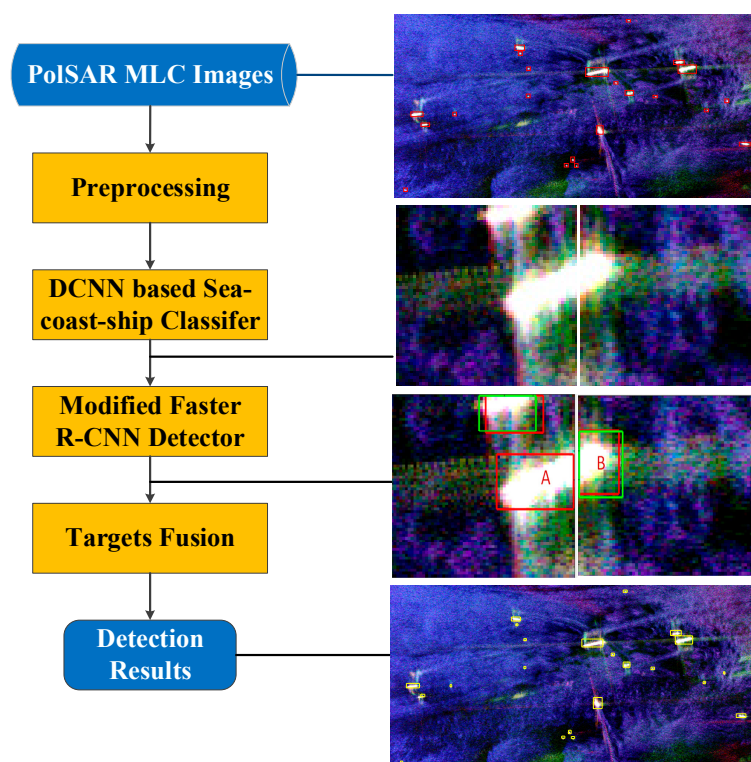 PolSAR MLC Images
Preprocessing
DCNN based Sea-
coast-ship Classifer
Modified Faster
R-CNN Detector
A
B
Targets Fusion
Detection
Results